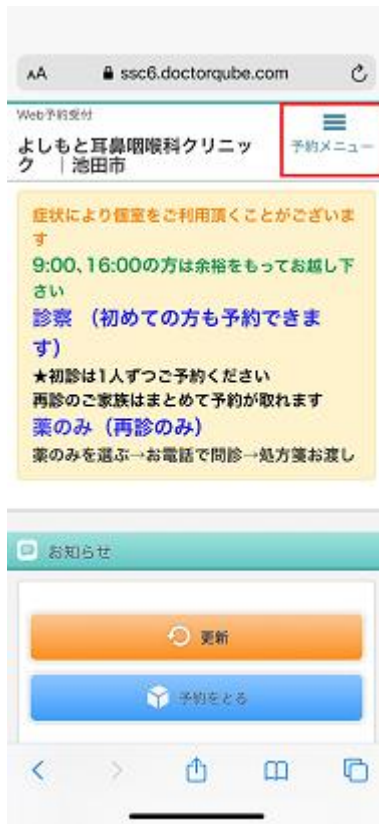 AA ssc6.doctorqube.com
Web予約受付
よしもと耳鼻咽喉科クリニッ
ク ｜池田市
予約メニュー
症状により個室をご利用頂くことがございま
す
9:00、16:00の方は余裕をもってお越し下
さい
診察 （初めての方も予約できま
す）
★初診は1人ずつご予約ください
再診のご家族はまとめて予約が取れます
薬のみ（再診のみ）
薬のみを選ぶ→お電話で問診→処方箋お渡し
お知らせ
更新
予約をとる